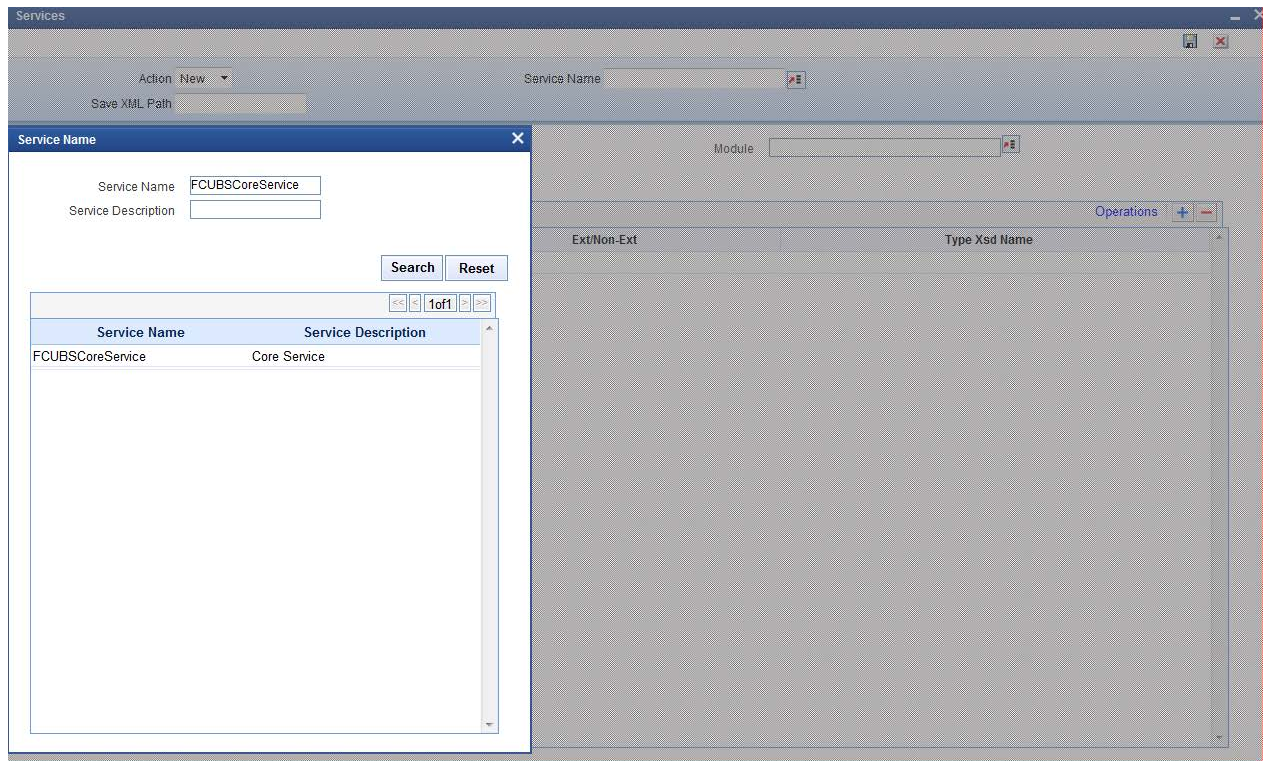 Services
Action New
Service Name
Save XML Path
Service Name
Module
Service Name FCUBSCoreService
Service Description
Operations
Ext/Non-Ext Type Xsd Name
Search Reset
<< < 1of1 > >>
Service Name Service Description
FCUBSCoreService Core Service